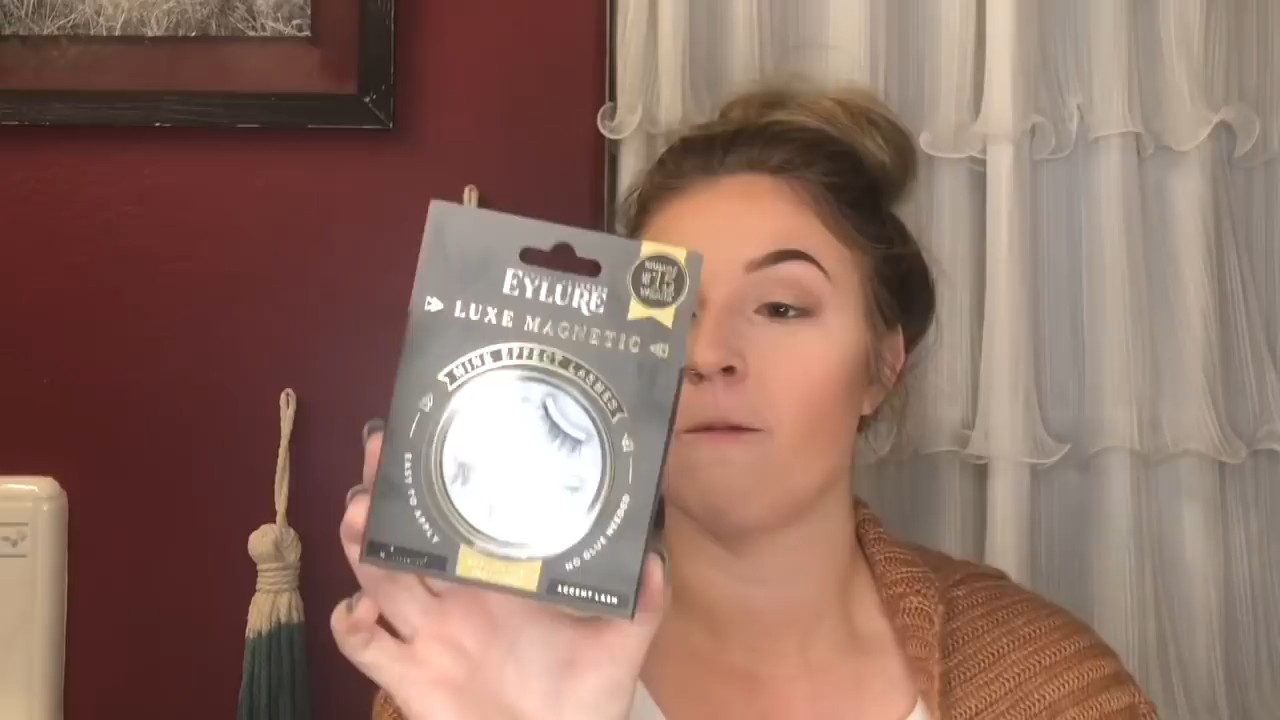 EYLURE
LUXE MAGNETIC
MINK EFFECT LASHES
EASY TO APPLY
NO GLUE NEEDED
ACCENT LASH